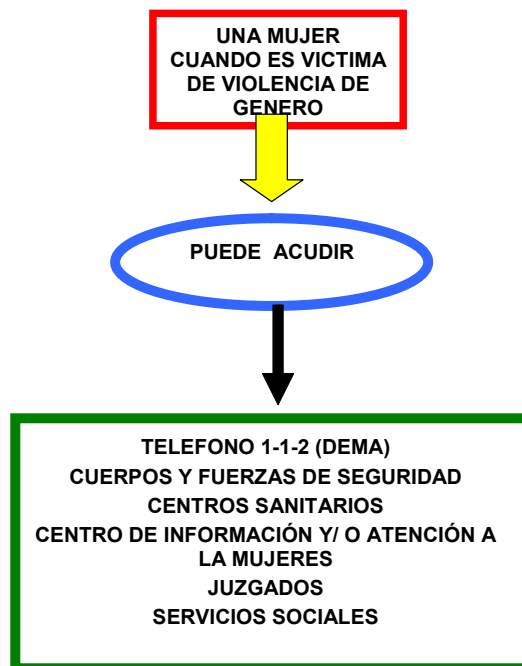 UNA MUJER
CUANDO ES VICTIMA
DE VIOLENCIA DE
GENERO
PUEDE ACUDIR
TELEFONO 1-1-2 (DEMA)
CUERPOS Y FUERZAS DE SEGURIDAD
CENTROS SANITARIOS
CENTRO DE INFORMACIÓN Y/ O ATENCIÓN A
LA MUJERES
JUZGADOS
SERVICIOS SOCIALES